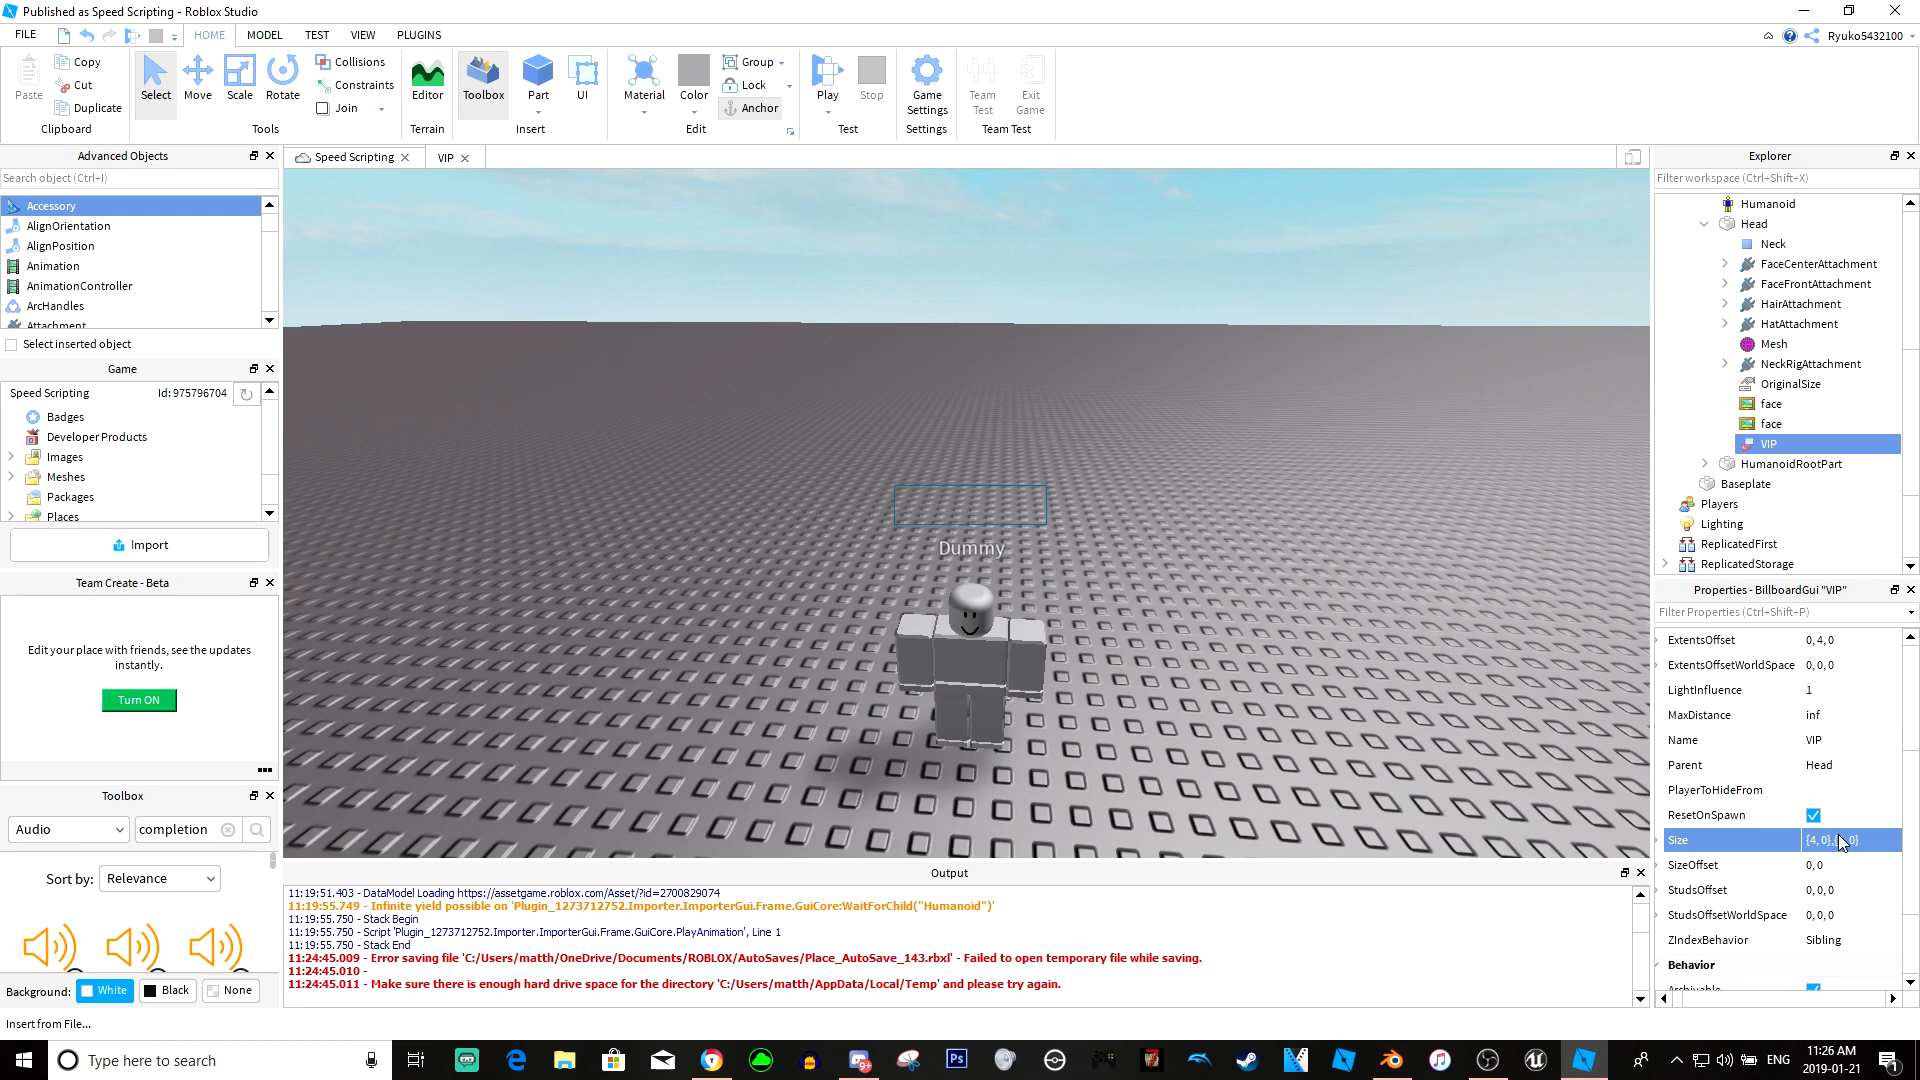 Published as Speed Scripting - Roblox Studio
FILE HOME MODEL TEST VIEW PLUGINS Ryuko5432100
Paste Copy Cut Duplicate
Clipboard
Select Move Scale Rotate
Collisions
Constraints
Join
Tools
Editor
Terrain
Toolbox Part UI
Insert
Material Color
Group
Lock
Anchor
Edit
Play Stop
Test
Game Settings
Settings
Team Test Exit Game
Team Test
Advanced Objects
Search object (Ctrl+I)
Accessory
AlignOrientation
AlignPosition
Animation
AnimationController
ArcHandles
Attachment
Select inserted object
Game
Speed Scripting Id: 975796704
Badges
Developer Products
Images
Meshes
Packages
Places
Import
Team Create - Beta
Edit your place with friends, see the updates
instantly.
Turn ON
Toolbox
Audio completion
Sort by: Relevance
Background: White Black None
Insert from File...
Speed Scripting VIP
Dummy
Output
11:19:51.403 - DataModel Loading https://assetgame.roblox.com/Asset/?id=2700829074
11:19:55.749 - Infinite yield possible on 'Plugin_1273712752.Importer.ImporterGui.Frame.GuiCore:WaitForChild("Humanoid")'
11:19:55.750 - Stack Begin
11:19:55.750 - Script 'Plugin_1273712752.Importer.ImporterGui.Frame.GuiCore.PlayAnimation', Line 1
11:19:55.750 - Stack End
11:24:45.009 - Error saving file 'C:/Users/matth/OneDrive/Documents/ROBLOX/AutoSaves/Place_AutoSave_143.rbxl' - Failed to open temporary file while saving.
11:24:45.010 -
11:24:45.011 - Make sure there is enough hard drive space for the directory 'C:/Users/matth/AppData/Local/Temp' and please try again.
Explorer
Filter workspace (Ctrl+Shift+X)
Humanoid
Head
Neck
FaceCenterAttachment
FaceFrontAttachment
HairAttachment
HatAttachment
Mesh
NeckRigAttachment
OriginalSize
face
face
VIP
HumanoidRootPart
Baseplate
Players
Lighting
ReplicatedFirst
ReplicatedStorage
Properties - BillboardGui "VIP"
Filter Properties (Ctrl+Shift+P)
ExtentsOffset 0, 4, 0
ExtentsOffsetWorldSpace 0, 0, 0
LightInfluence 1
MaxDistance inf
Name VIP
Parent Head
PlayerToHideFrom
ResetOnSpawn
Size {4, 0}, 0}
SizeOffset 0, 0
StudsOffset 0, 0, 0
StudsOffsetWorldSpace 0, 0, 0
ZIndexBehavior Sibling
Behavior
Archivable
Type here to search
ENG
11:26 AM
2019-01-21